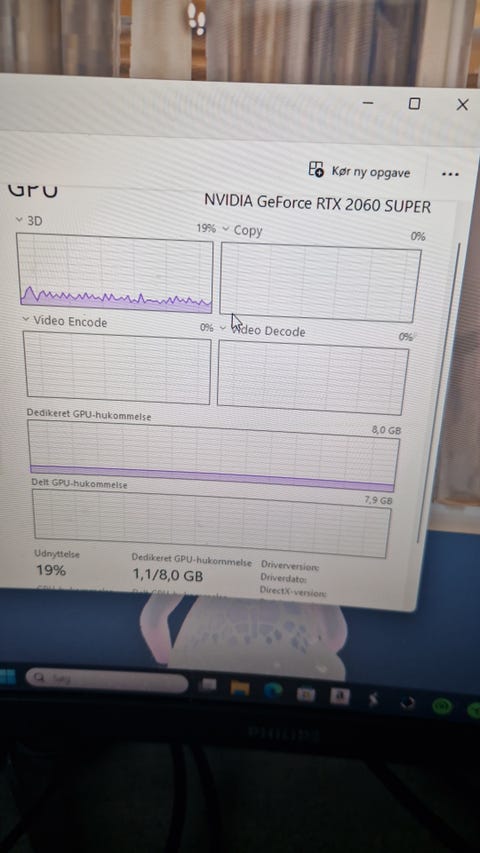 Kør ny opgave
GPU
NVIDIA GeForce RTX 2060 SUPER
3D 19% Copy 0%
Video Encode 0% Video Decode 0%
Dedikeret GPU-hukommelse 8,0 GB
Delt GPU-hukommelse 7,9 GB
Udnyttelse Dedikeret GPU-hukommelse Driverversion:
19% 1,1/8,0 GB Driverdato:
DirectX-version:
Søg
PHILIPS